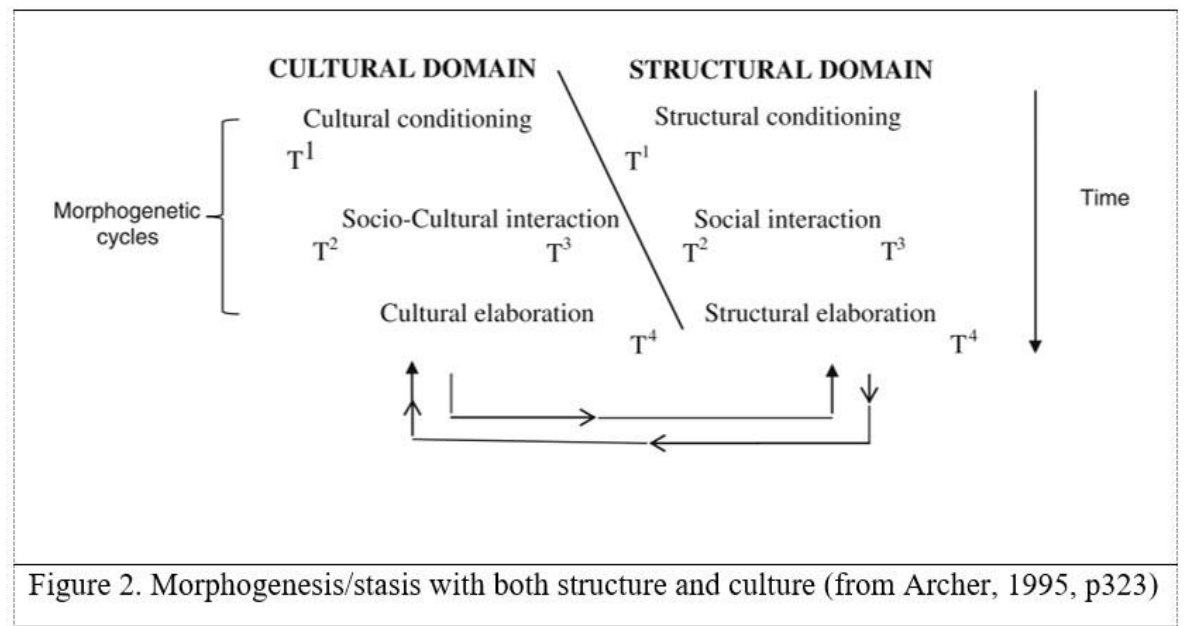 CULTURAL DOMAIN STRUCTURAL DOMAIN
Cultural conditioning Structural conditioning
T¹ T¹
Morphogenetic
cycles
Time
Socio-Cultural interaction Social interaction
T² T³ T² T³
Cultural elaboration Structural elaboration
T⁴ T⁴
Figure 2. Morphogenesis/stasis with both structure and culture (from Archer, 1995, p323)